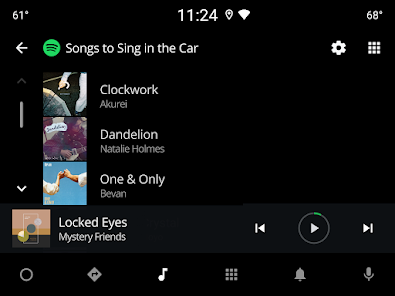 61°
11:24
68°
Songs to Sing in the Car
Clockwork
Akurei
Dandelion
Natalie Holmes
One & Only
Bevan
Locked Eyes
Mystery Friends